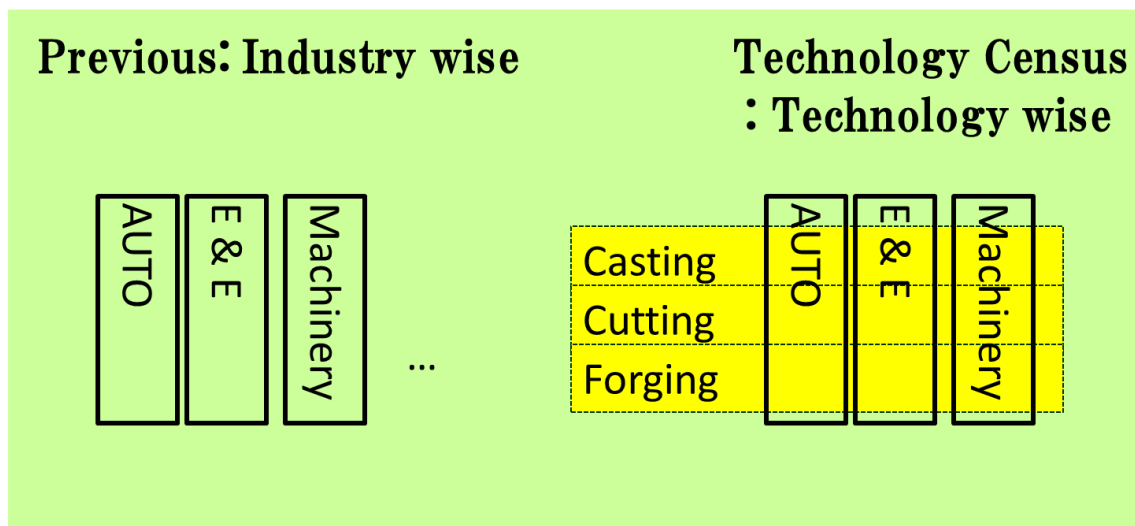 Previous: Industry wise
Technology Census
: Technology wise
AUTO
E & E
Machinery
...
Casting
Cutting
Forging
AUTO
E & E
Machinery